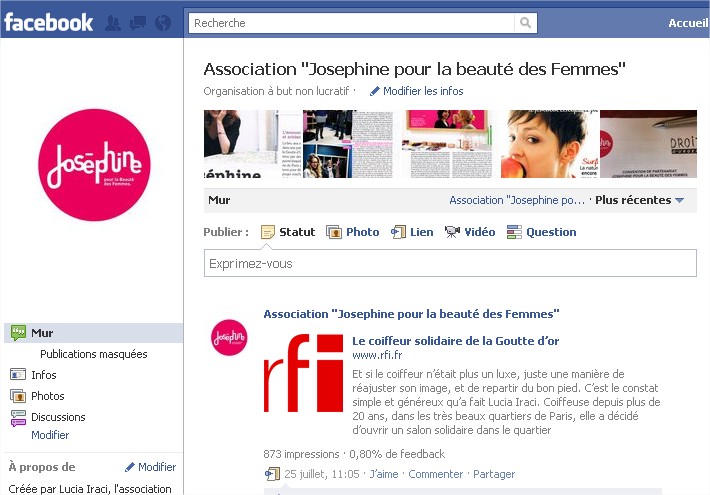 facebook
Recherche
Accueil
Association "Josephine pour la beauté des Femmes"
Organisation à but non lucratif · Modifier les infos
Joséphine
pour la Beauté
des Femmes.
séphine
DROIT
CONVENTION DE PARTENARIAT
Mur
Association "Josephine po... · Plus récentes
Publier : Statut Photo Lien Vidéo Question
Exprimez-vous
Mur
Publications masquées
Infos
Photos
Discussions
Modifier
À propos de Modifier
Créée par Lucia Iraci, l'association
Association "Josephine pour la beauté des Femmes"
Joséphine
rfi
Le coiffeur solidaire de la Goutte d'or
www.rfi.fr
Et si le coiffeur n'était plus un luxe, juste une manière de
réajuster son image, et de repartir du bon pied. C'est le constat
simple et généreux qu'a fait Lucia Iraci. Coiffeuse depuis plus de
20 ans, dans les très beaux quartiers de Paris, elle a décidé
d'ouvrir un salon solidaire dans le quartier
873 impressions · 0,80% de feedback
25 juillet, 11:05 · J'aime · Commenter · Partager